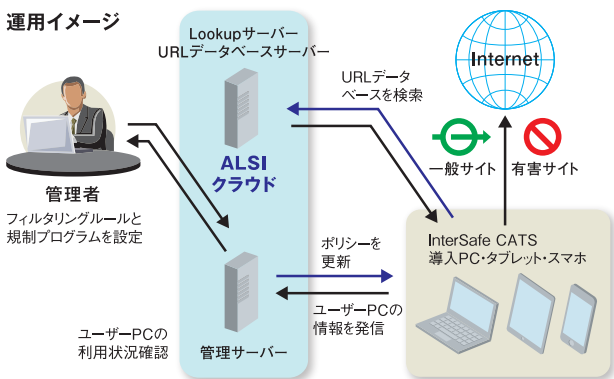 運用イメージ
Lookupサーバー
URLデータベースサーバー
Internet
URLデータ
ベースを検索
ALSI
クラウド
一般サイト
有害サイト
管理者
フィルタリングルールと
規制プログラムを設定
ポリシーを
更新
InterSafe CATS
導入PC・タブレット・スマホ
ユーザーPCの
情報を発信
ユーザーPCの
利用状況確認
管理サーバー